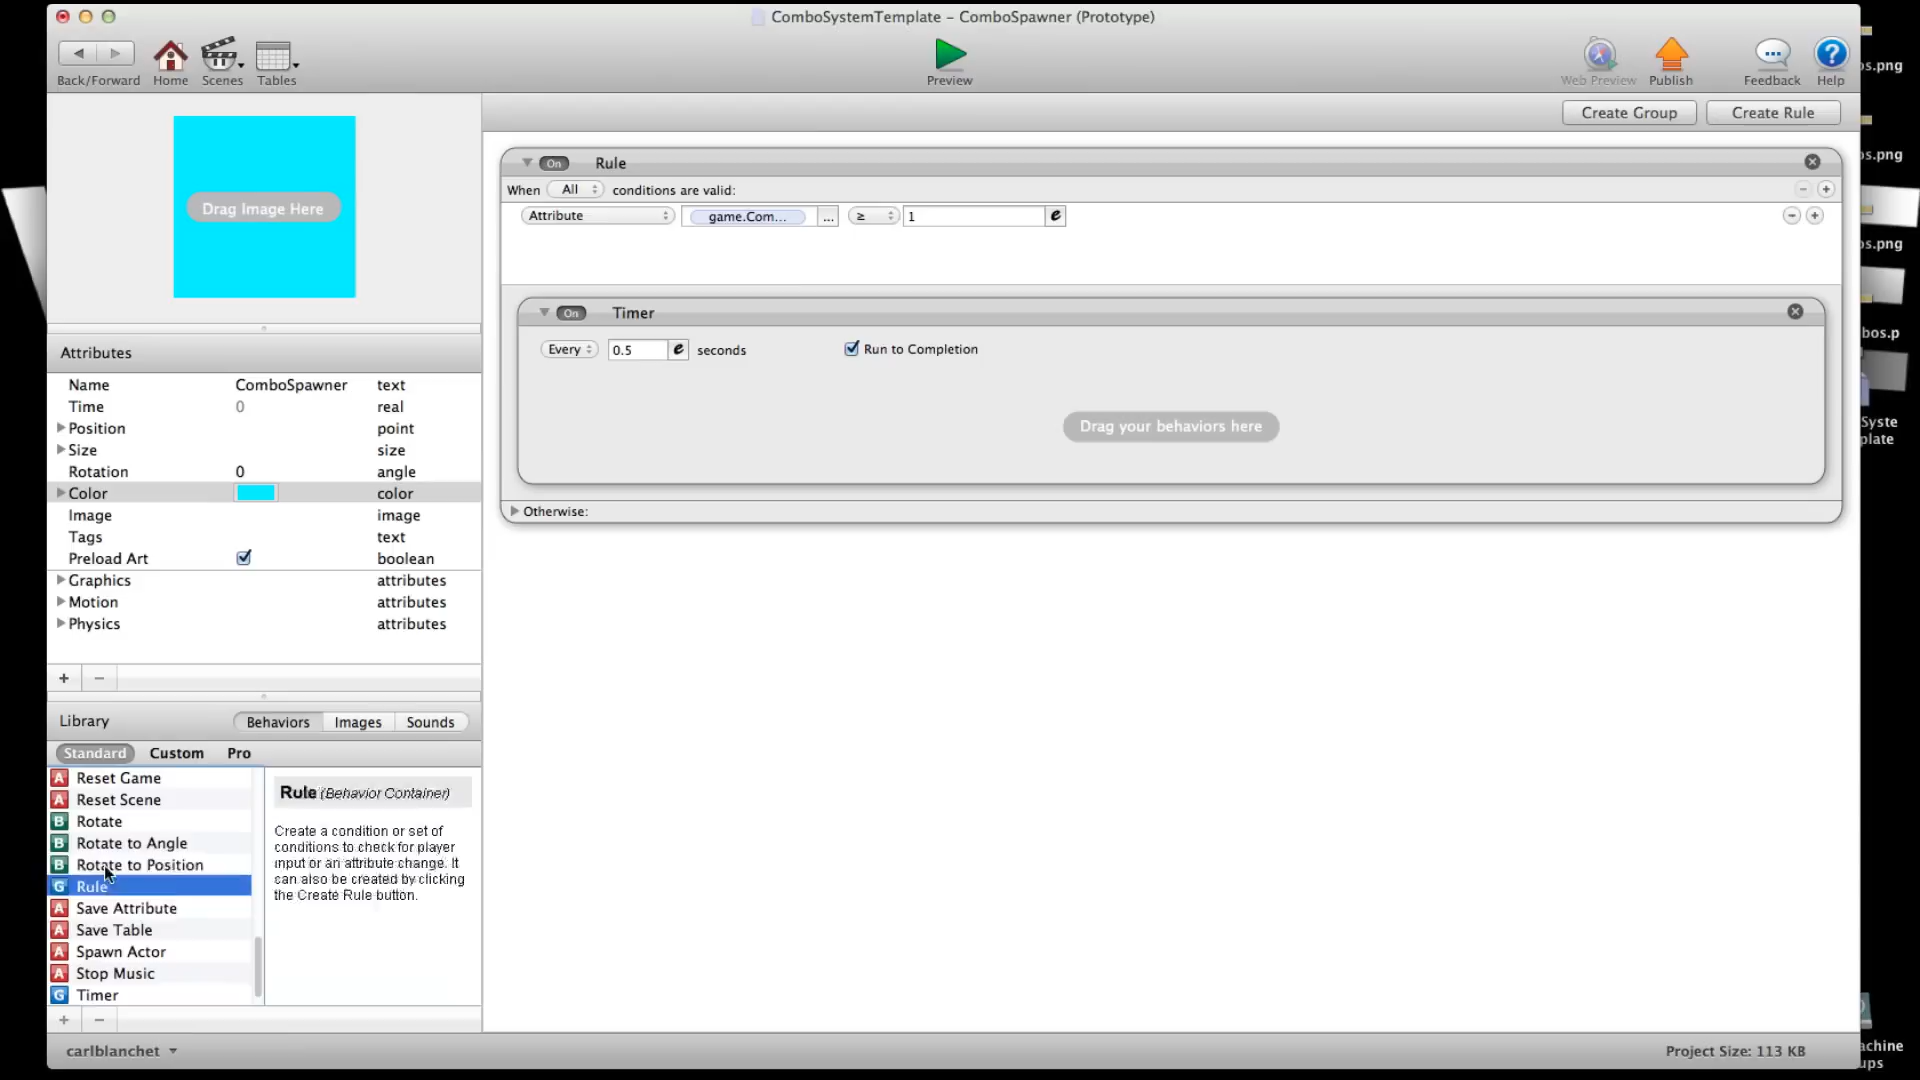 ComboSystemTemplate – ComboSpawner (Prototype)
Back/Forward
Home
Scenes
Tables
Preview
Web Preview
Publish
Feedback
Help
Create Group
Create Rule
Drag Image Here
On
Rule
When
All
conditions are valid:
Attribute
game.Com...
...
≥
1
e
On
Timer
Every
0.5
e
seconds
Run to Completion
Drag your behaviors here
Otherwise:
Attributes
Name ComboSpawner text
Time 0 real
Position point
Size size
Rotation 0 angle
Color color
Image image
Tags text
Preload Art boolean
Graphics attributes
Motion attributes
Physics attributes
+ −
Library
Behaviors
Images
Sounds
Standard
Custom
Pro
A Reset Game
A Reset Scene
B Rotate
B Rotate to Angle
B Rotate to Position
G Rule
A Save Attribute
A Save Table
A Spawn Actor
A Stop Music
G Timer
Rule (Behavior Container)
Create a condition or set of
conditions to check for player
input or an attribute change. It
can also be created by clicking
the Create Rule button.
+ −
carlblanchet
Project Size: 113 KB
os.png
os.png
os.png
bos.p
Syste
plate
achine
ups